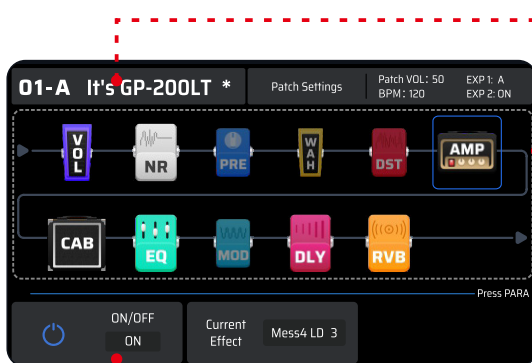 01-A It's GP-200LT *
Patch Settings
Patch VOL: 50 EXP 1: A
BPM: 120 EXP 2: ON
VOL NR PRE WAH DST AMP
CAB EQ MOD DLY RVB
Press PARA
ON/OFF
ON
Current
Effect
Mess4 LD 3